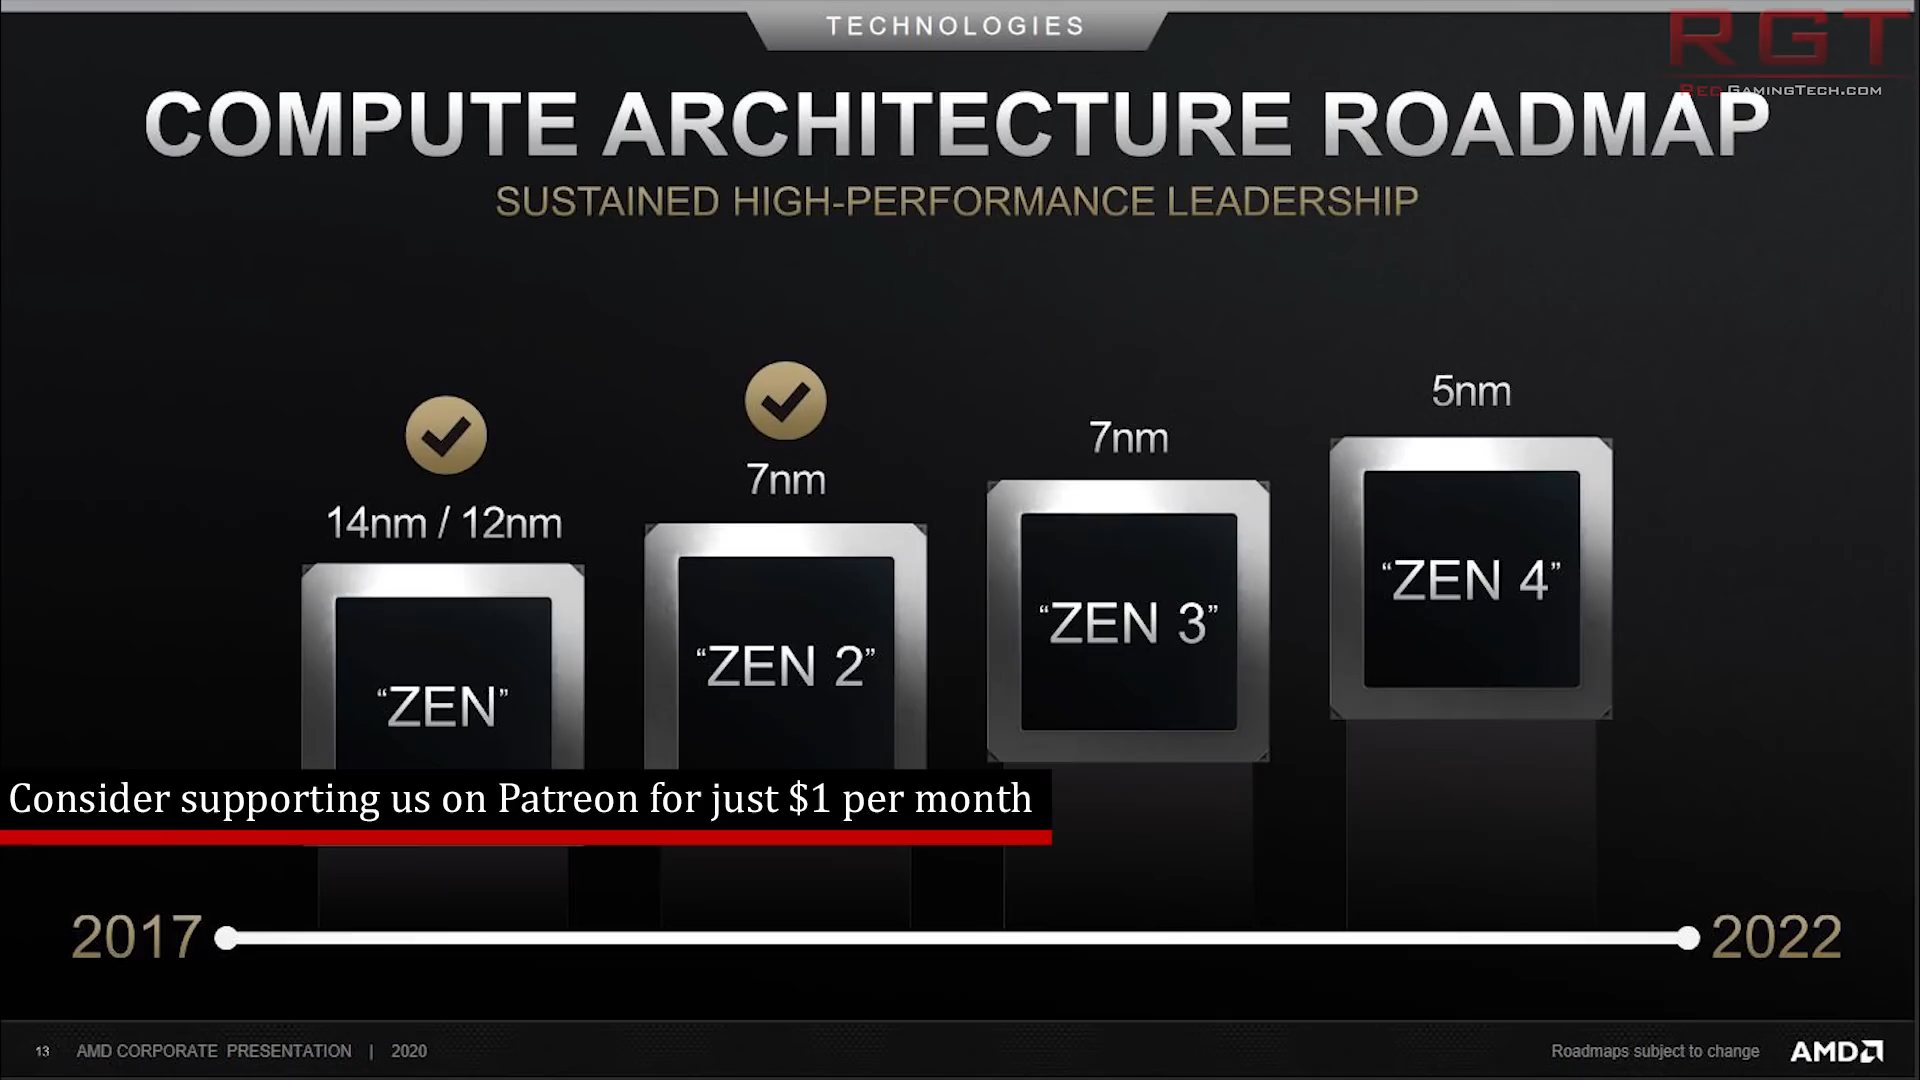 TECHNOLOGIES
RGT
REDGAMINGTECH.COM
COMPUTE ARCHITECTURE ROADMAP
SUSTAINED HIGH-PERFORMANCE LEADERSHIP
14nm / 12nm
7nm
7nm
5nm
“ZEN”
“ZEN 2”
“ZEN 3”
“ZEN 4”
Consider supporting us on Patreon for just $1 per month
2017
2022
13 AMD CORPORATE PRESENTATION | 2020
Roadmaps subject to change
AMD